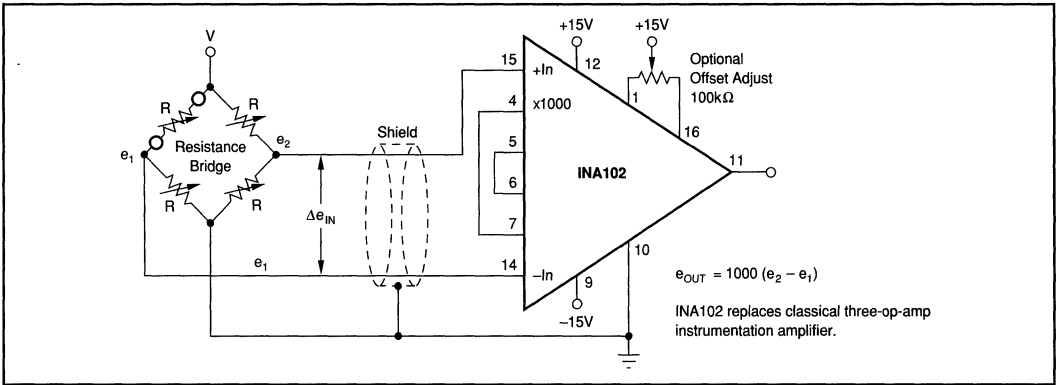 V
R
R
Resistance
Bridge
e1
e2
R
R
ΔeIN
e1
Shield
+15V
+15V
12
Optional
Offset Adjust
100kΩ
1
16
15
+In
4
x1000
5
6
7
14
–In
INA102
11
10
9
–15V
eOUT = 1000 (e2 – e1)
INA102 replaces classical three-op-amp
instrumentation amplifier.